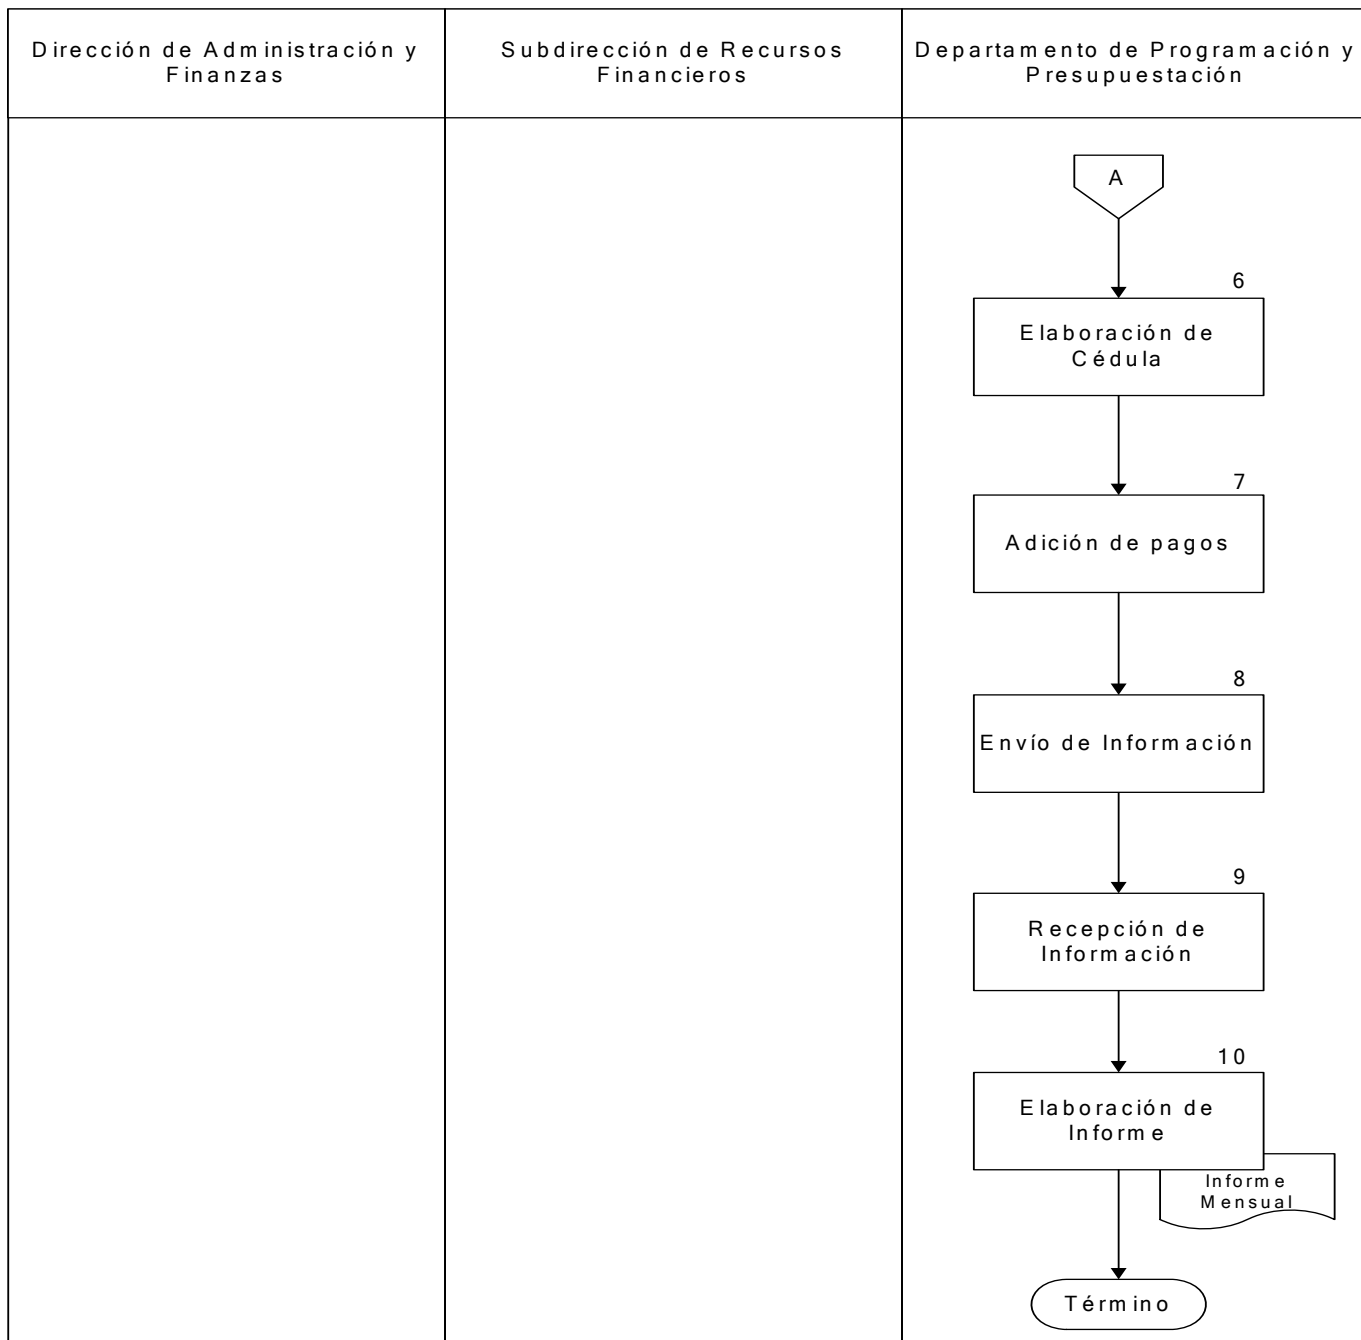 Dirección de Administración y
Finanzas
Subdirección de Recursos
Financieros
Departamento de Programación y
Presupuestación
A
6
Elaboración de
Cédula
7
Adición de pagos
8
Envío de Información
9
Recepción de
Información
10
Elaboración de
Informe
Informe
Mensual
Término